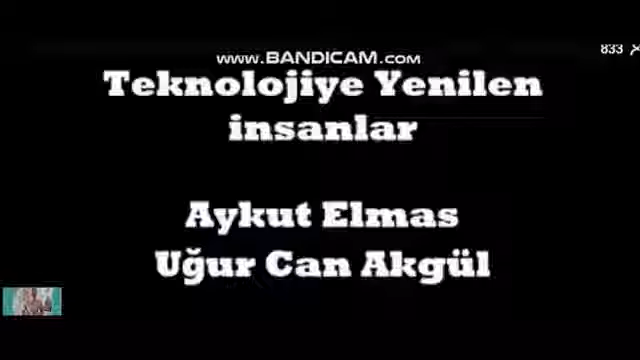 www.BANDICAM.com
833
Teknolojiye Yenilen
insanlar
Aykut Elmas
Uğur Can Akgül